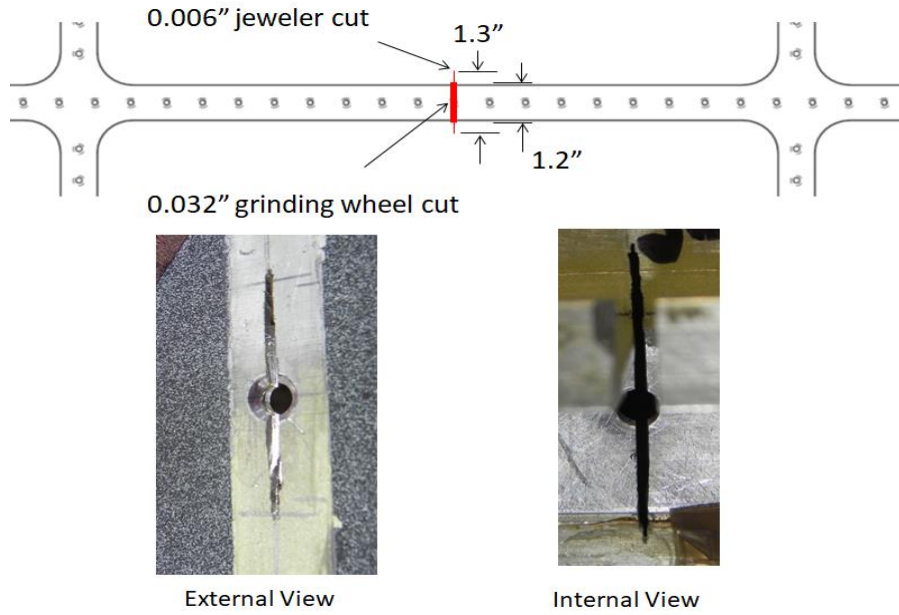 0.006” jeweler cut
1.3”
1.2”
0.032” grinding wheel cut
External View
Internal View